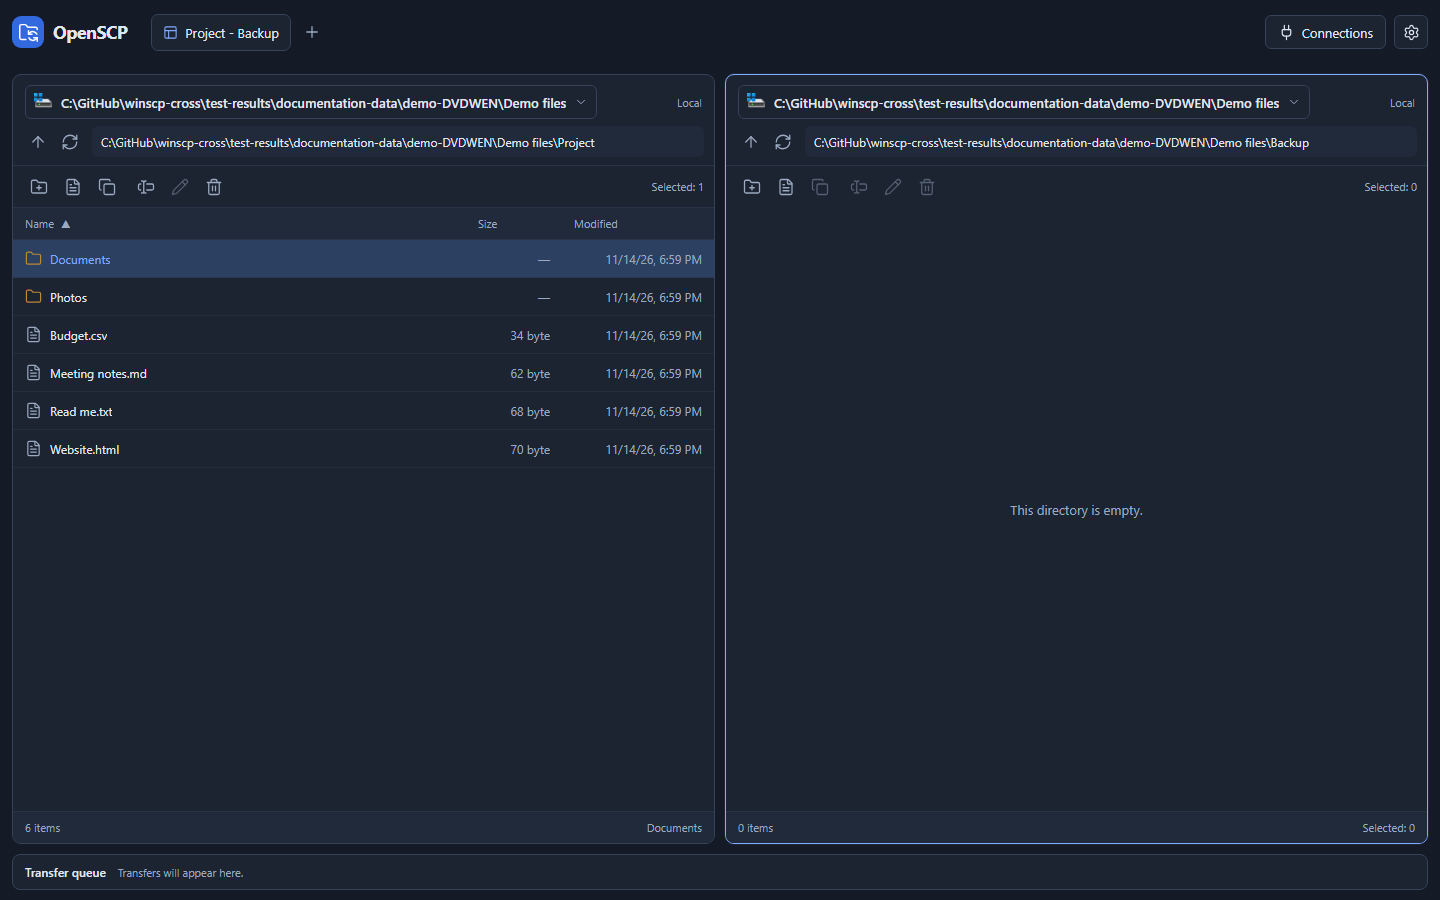 OpenSCP
Project - Backup
Connections
C:\GitHub\winscp-cross\test-results\documentation-data\demo-DVDWEN\Demo files
Local
C:\GitHub\winscp-cross\test-results\documentation-data\demo-DVDWEN\Demo files\Project
Selected: 1
Name Size Modified
Documents — 11/14/26, 6:59 PM
Photos — 11/14/26, 6:59 PM
Budget.csv 34 byte 11/14/26, 6:59 PM
Meeting notes.md 62 byte 11/14/26, 6:59 PM
Read me.txt 68 byte 11/14/26, 6:59 PM
Website.html 70 byte 11/14/26, 6:59 PM
6 items
Documents
C:\GitHub\winscp-cross\test-results\documentation-data\demo-DVDWEN\Demo files
Local
C:\GitHub\winscp-cross\test-results\documentation-data\demo-DVDWEN\Demo files\Backup
Selected: 0
This directory is empty.
0 items
Selected: 0
Transfer queue Transfers will appear here.